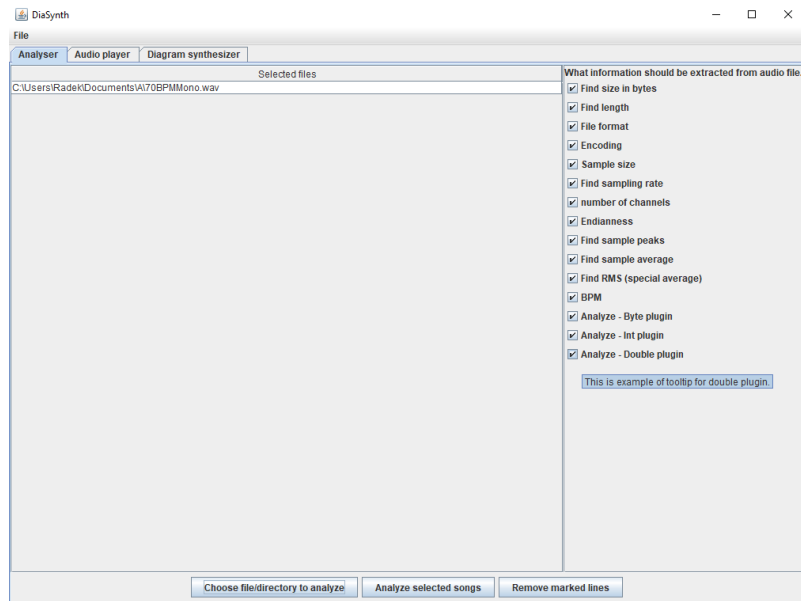 DiaSynth
File
Analyser
Audio player
Diagram synthesizer
Selected files
C:\Users\Radek\Documents\A\70BPMMono.wav
What information should be extracted from audio file.
Find size in bytes
Find length
File format
Encoding
Sample size
Find sampling rate
number of channels
Endianness
Find sample peaks
Find sample average
Find RMS (special average)
BPM
Analyze - Byte plugin
Analyze - Int plugin
Analyze - Double plugin
This is example of tooltip for double plugin.
Choose file/directory to analyze
Analyze selected songs
Remove marked lines